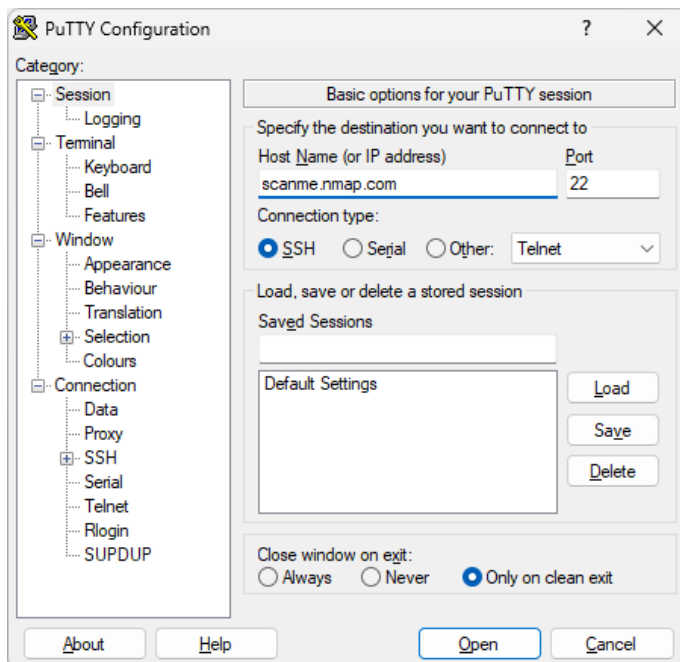 PuTTY Configuration
?
Category:
Session
Logging
Terminal
Keyboard
Bell
Features
Window
Appearance
Behaviour
Translation
Selection
Colours
Connection
Data
Proxy
SSH
Serial
Telnet
Rlogin
SUPDUP
Basic options for your PuTTY session
Specify the destination you want to connect to
Host Name (or IP address) Port
scanme.nmap.com 22
Connection type:
SSH Serial Other: Telnet
Load, save or delete a stored session
Saved Sessions
Default Settings
Load
Save
Delete
Close window on exit:
Always Never Only on clean exit
About Help Open Cancel